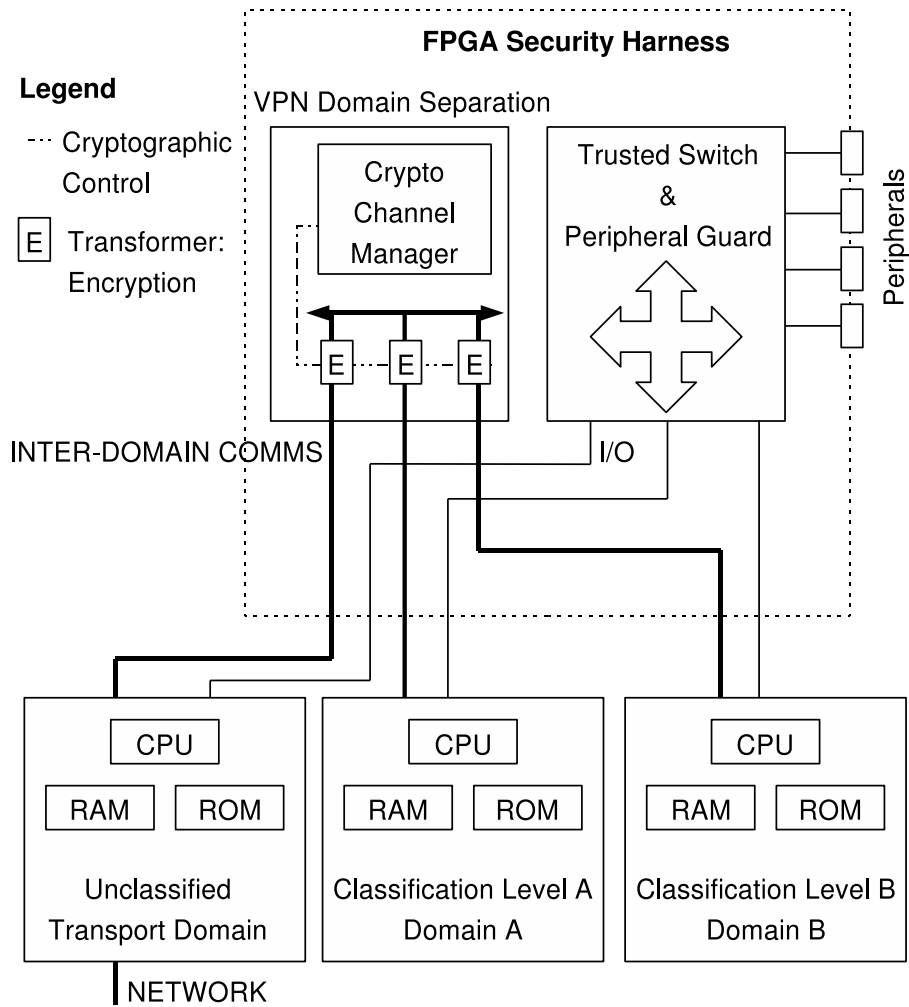 FPGA Security Harness
Legend
Cryptographic
Control
E Transformer:
Encryption
VPN Domain Separation
Crypto
Channel
Manager
E E E
Trusted Switch
&
Peripheral Guard
Peripherals
INTER-DOMAIN COMMS
I/O
CPU
RAM ROM
Unclassified
Transport Domain
CPU
RAM ROM
Classification Level A
Domain A
CPU
RAM ROM
Classification Level B
Domain B
NETWORK